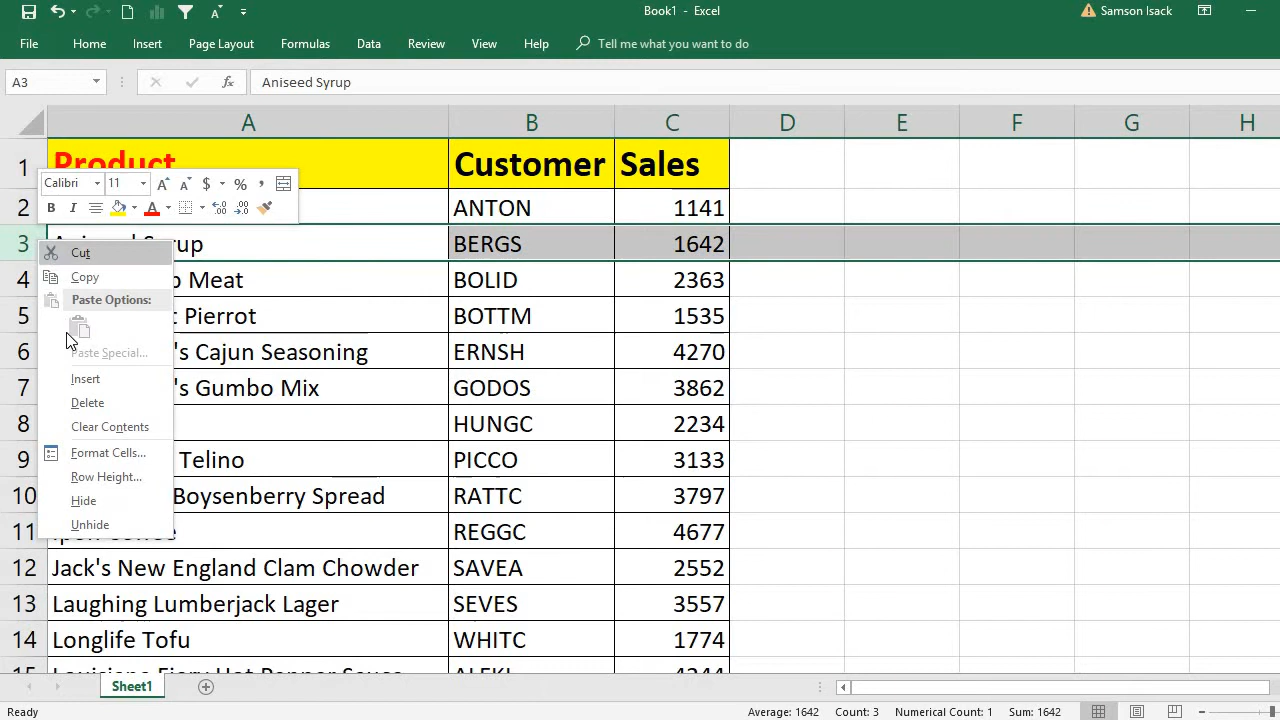 Book1 - Excel
Samson Isack
File Home Insert Page Layout Formulas Data Review View Help Tell me what you want to do
A3 fx Aniseed Syrup
A B C D E F G H
1 Product Customer Sales
Calibri 11 A A $ % ,
B I A .00 .0
2 ANTON 1141
3 Syrup BERGS 1642
Cut
4 Meat BOLID 2363
Copy
Paste Options:
5 Pierrot BOTTM 1535
6 's Cajun Seasoning ERNSH 4270
Paste Special...
7 's Gumbo Mix GODOS 3862
Insert
Delete
8 HUNGC 2234
Clear Contents
9 Telino PICCO 3133
Format Cells...
Row Height...
10 Boysenberry Spread RATTC 3797
Hide
11 REGGC 4677
Unhide
12 Jack's New England Clam Chowder SAVEA 2552
13 Laughing Lumberjack Lager SEVES 3557
14 Longlife Tofu WHITC 1774
Sheet1
Ready Average: 1642 Count: 3 Numerical Count: 1 Sum: 1642